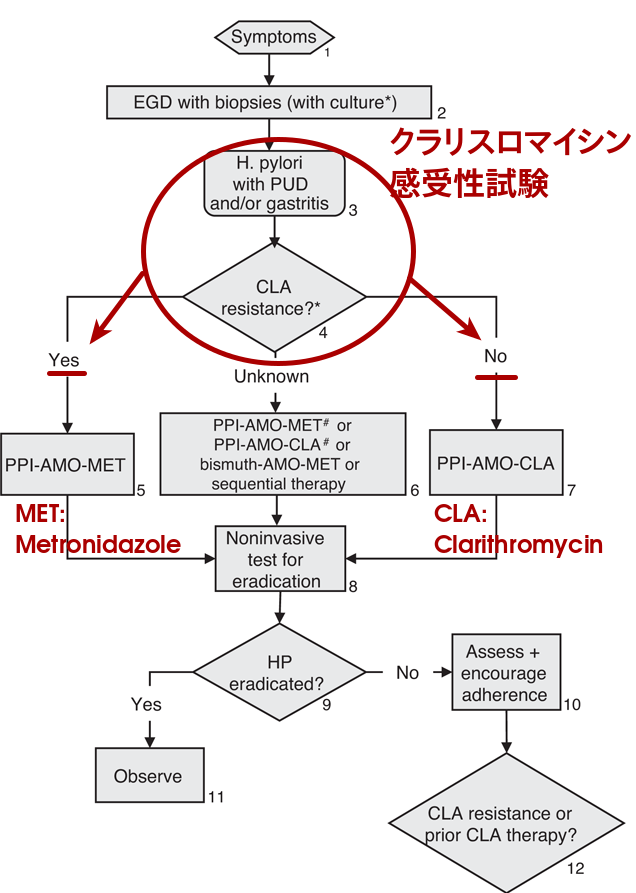 Symptoms
1
EGD with biopsies (with culture*)
2
クラリスロマイシン
感受性試験
H. pylori
with PUD
and/or gastritis
3
CLA
resistance?*
4
Yes
No
Unknown
PPI-AMO-MET
5
PPI-AMO-MET# or
PPI-AMO-CLA# or
bismuth-AMO-MET or
sequential therapy
6
PPI-AMO-CLA
7
MET:
Metronidazole
CLA:
Clarithromycin
Noninvasive
test for
eradication
8
HP
eradicated?
9
Yes
No
Assess +
encourage
adherence
10
Observe
11
CLA resistance or
prior CLA therapy?
12